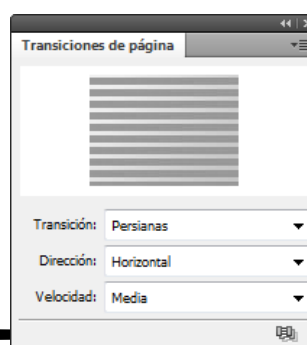 Transiciones de página
Transición: Persianas
Dirección: Horizontal
Velocidad: Media